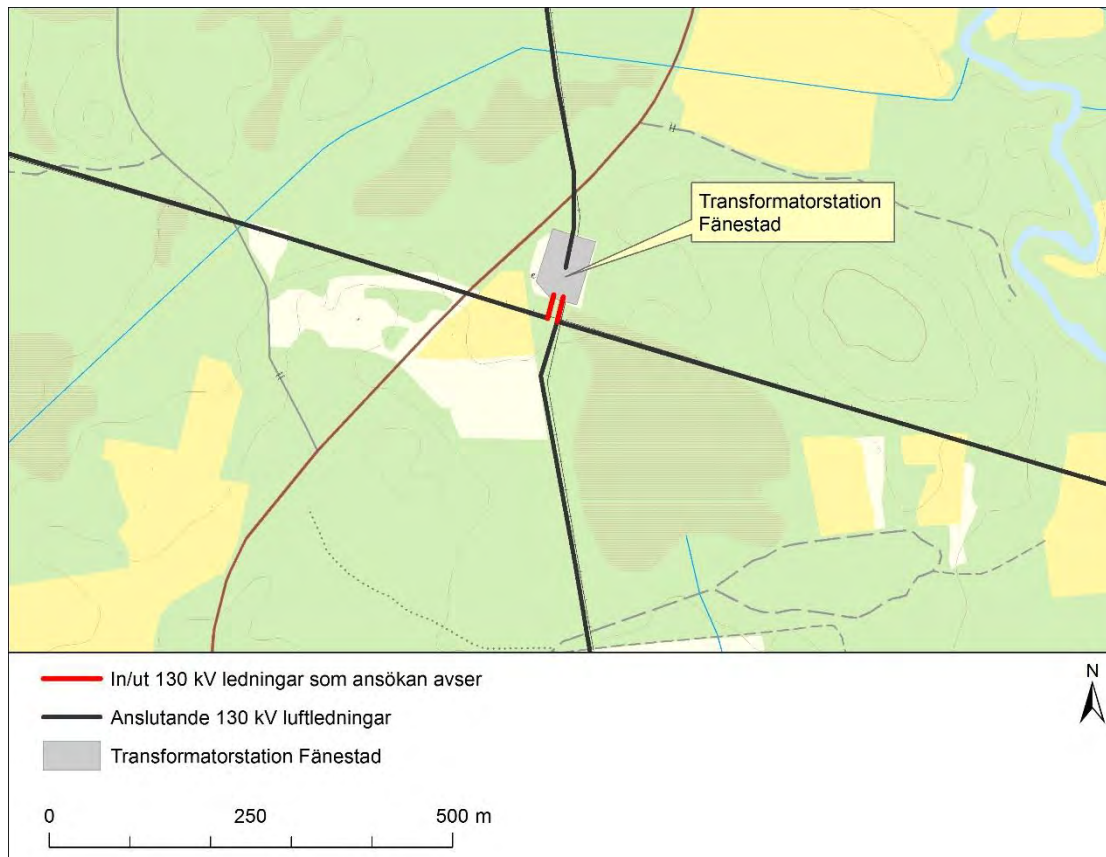 Transformatorstation
Fänestad
In/ut 130 kV ledningar som ansökan avser
N
Anslutande 130 kV luftledningar
Transformatorstation Fänestad
0 250 500 m